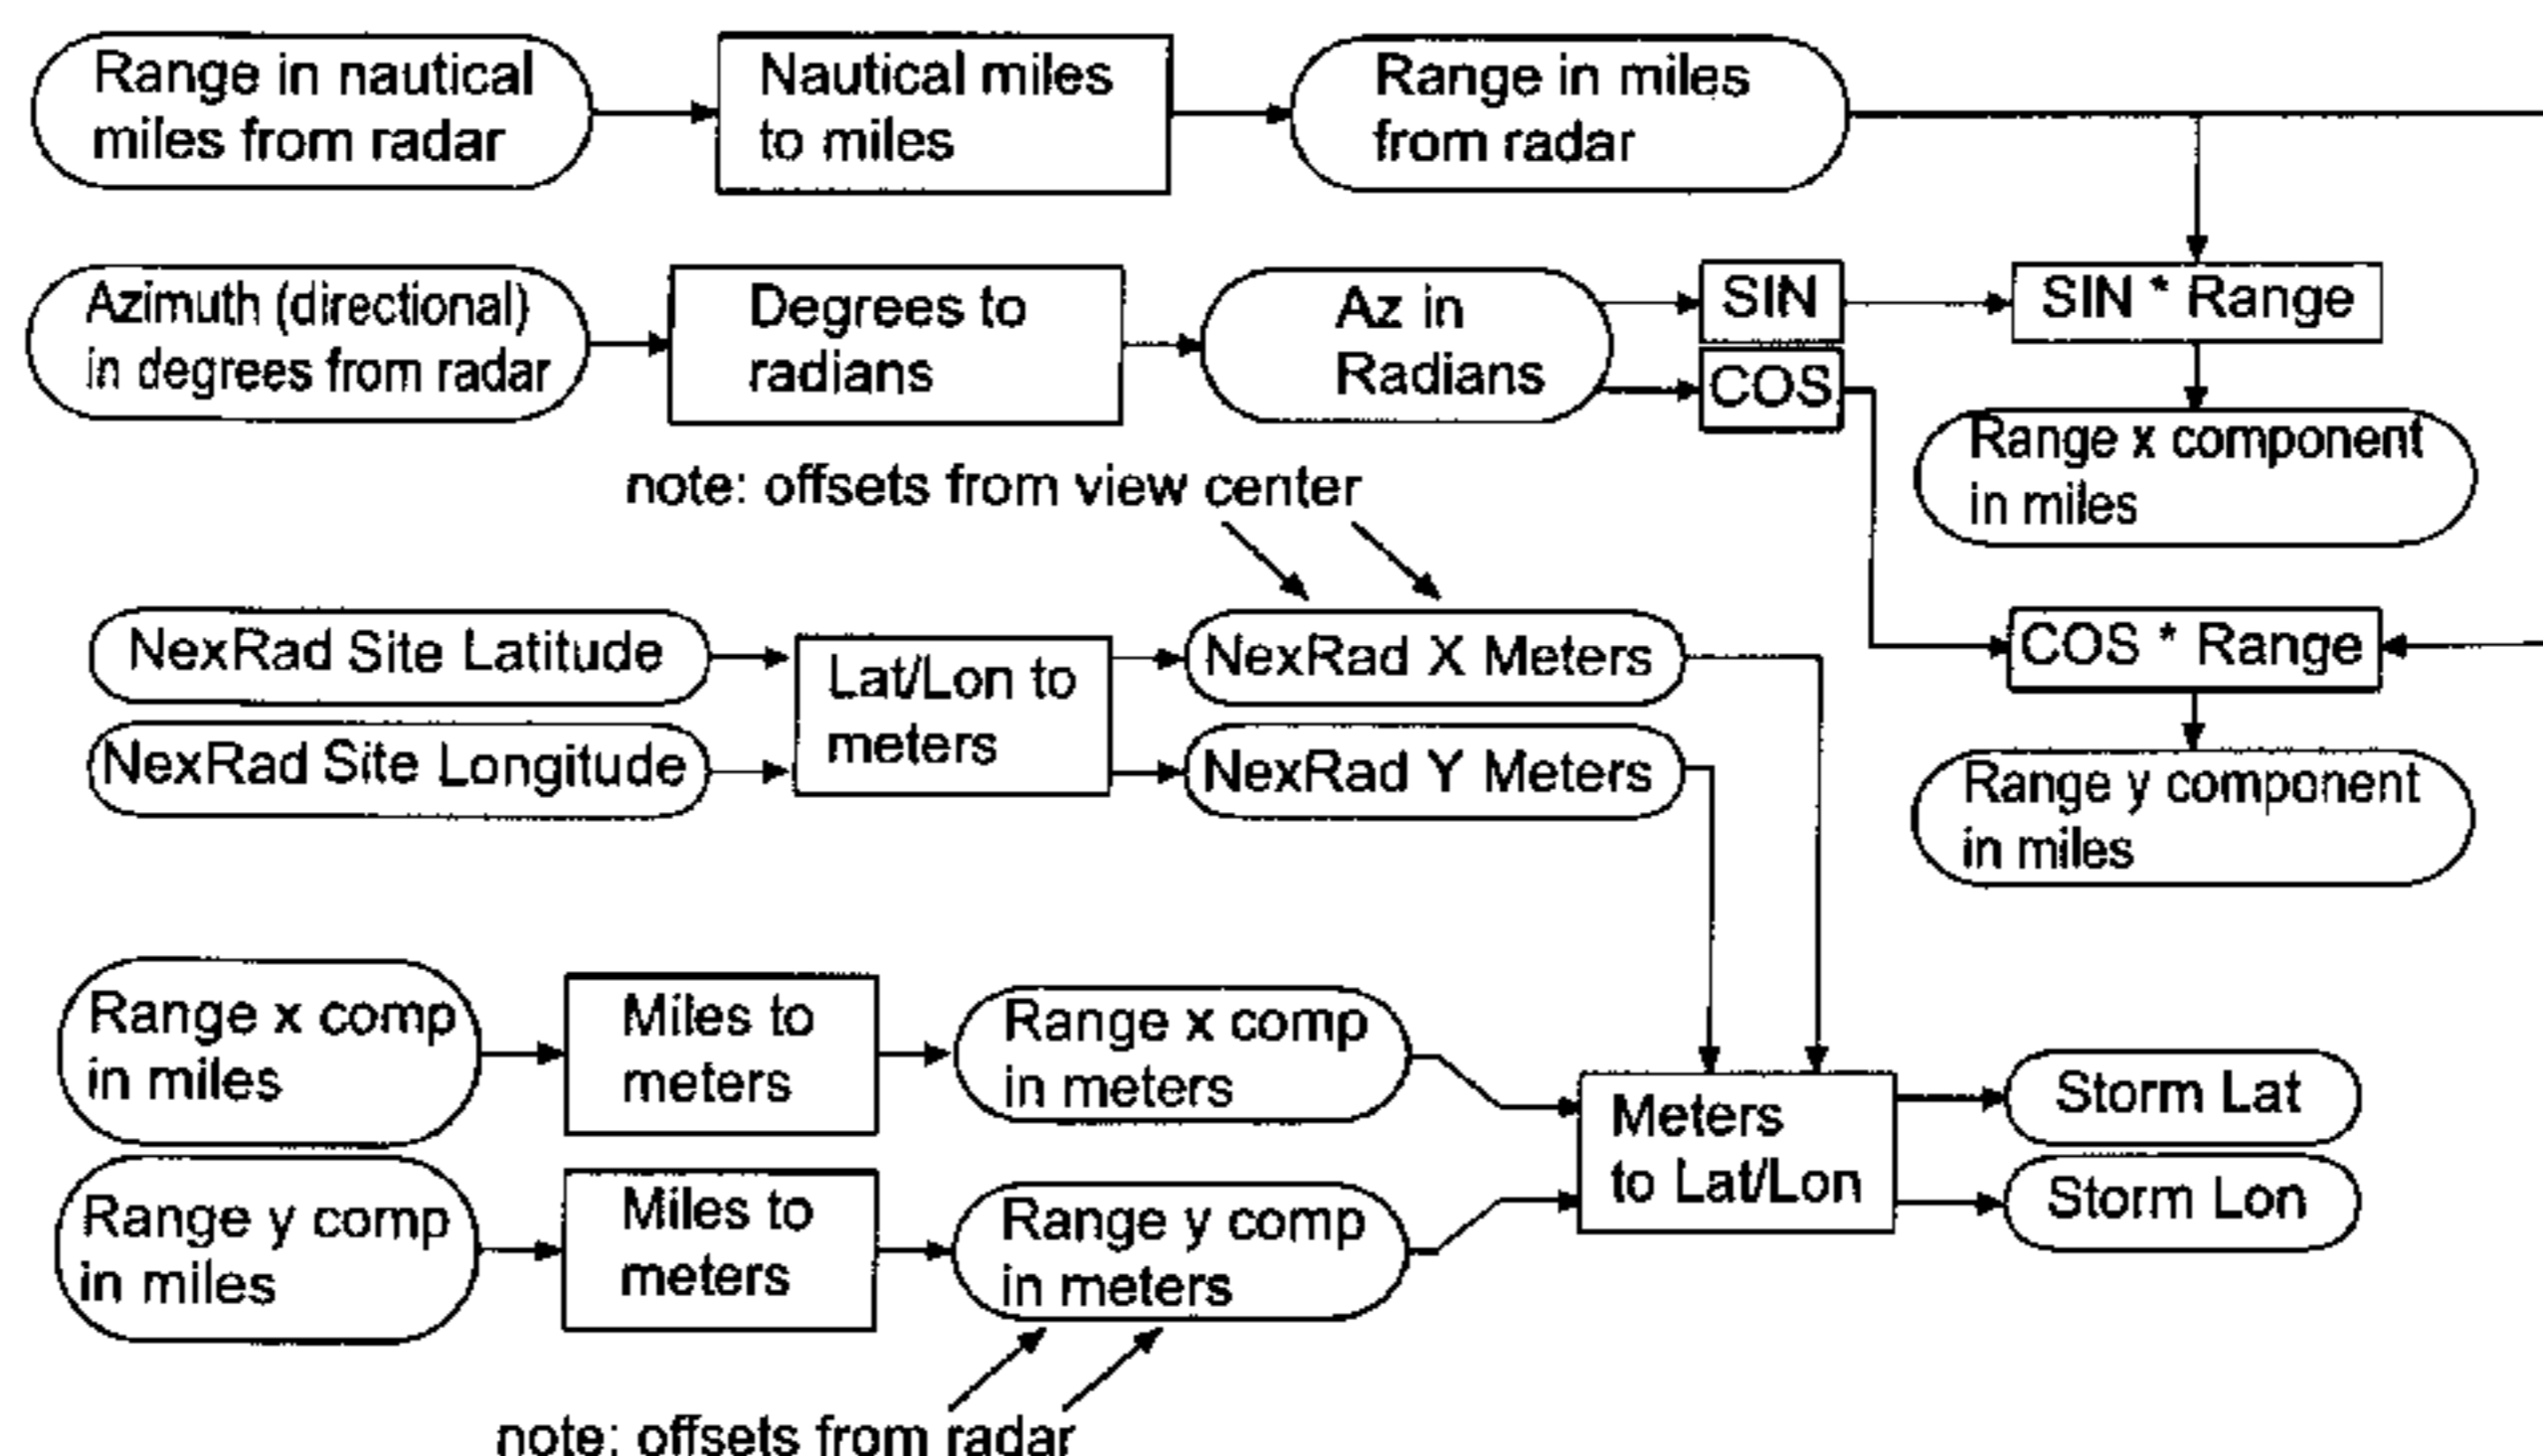 Range in nautical
miles from radar
Nautical miles
to miles
Range in miles
from radar
Azimuth (directional)
in degrees from radar
Degrees to
radians
Az in
Radians
SIN
COS
SIN * Range
Range x component
in miles
note: offsets from view center
NexRad Site Latitude
NexRad Site Longitude
Lat/Lon to
meters
NexRad X Meters
NexRad Y Meters
COS * Range
Range y component
in miles
Range x comp
in miles
Miles to
meters
Range x comp
in meters
Range y comp
in miles
Miles to
meters
Range y comp
in meters
Meters
to Lat/Lon
Storm Lat
Storm Lon
note: offsets from radar